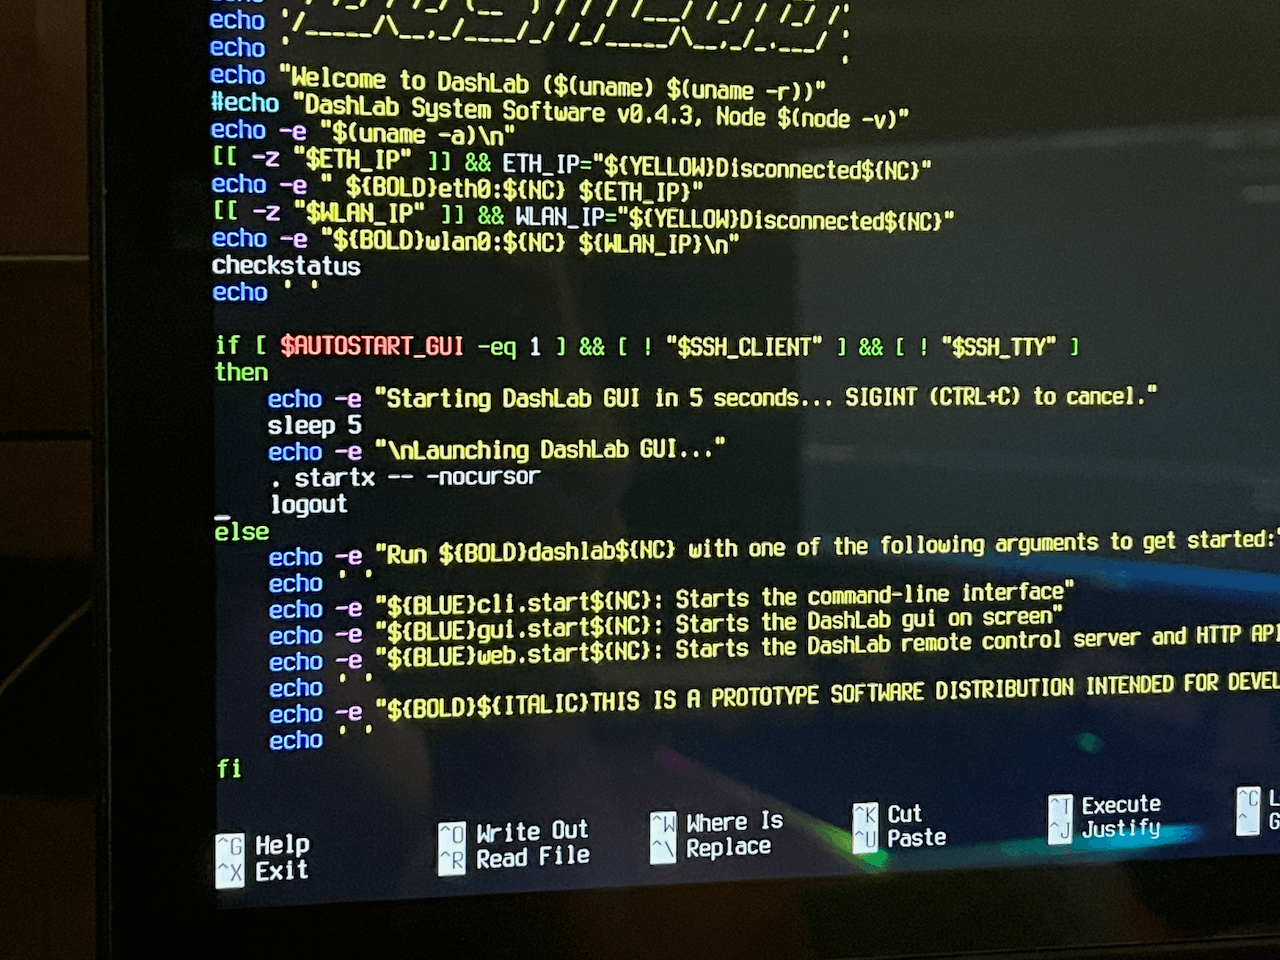 echo
echo '/_____/\__,_/____/_/ /_/_____/\__,_/_.___/ '
echo '                                           '
echo "Welcome to DashLab ($(uname) $(uname -r))"
#echo "DashLab System Software v0.4.3, Node $(node -v)"
echo -e "$(uname -a)\n"
[[ -z "$ETH_IP" ]] && ETH_IP="${YELLOW}Disconnected${NC}"
echo -e " ${BOLD}eth0:${NC} ${ETH_IP}"
[[ -z "$WLAN_IP" ]] && WLAN_IP="${YELLOW}Disconnected${NC}"
echo -e "${BOLD}wlan0:${NC} ${WLAN_IP}\n"
checkstatus
echo ' '
if [ $AUTOSTART_GUI -eq 1 ] && [ ! "$SSH_CLIENT" ] && [ ! "$SSH_TTY" ]
then
    echo -e "Starting DashLab GUI in 5 seconds... SIGINT (CTRL+C) to cancel."
    sleep 5
    echo -e "\nLaunching DashLab GUI..."
    . startx -- -nocursor
    logout
else
    echo -e "Run ${BOLD}dashlab${NC} with one of the following arguments to get started:"
    echo ' '
    echo -e "${BLUE}cli.start${NC}: Starts the command-line interface"
    echo -e "${BLUE}gui.start${NC}: Starts the DashLab gui on screen"
    echo -e "${BLUE}web.start${NC}: Starts the DashLab remote control server and HTTP API
    echo ' '
    echo -e "${BOLD}${ITALIC}THIS IS A PROTOTYPE SOFTWARE DISTRIBUTION INTENDED FOR DEVEL
    echo ' '
fi
^G Help ^O Write Out ^W Where Is ^K Cut ^T Execute ^C
^X Exit ^R Read File ^\ Replace ^U Paste ^J Justify ^_